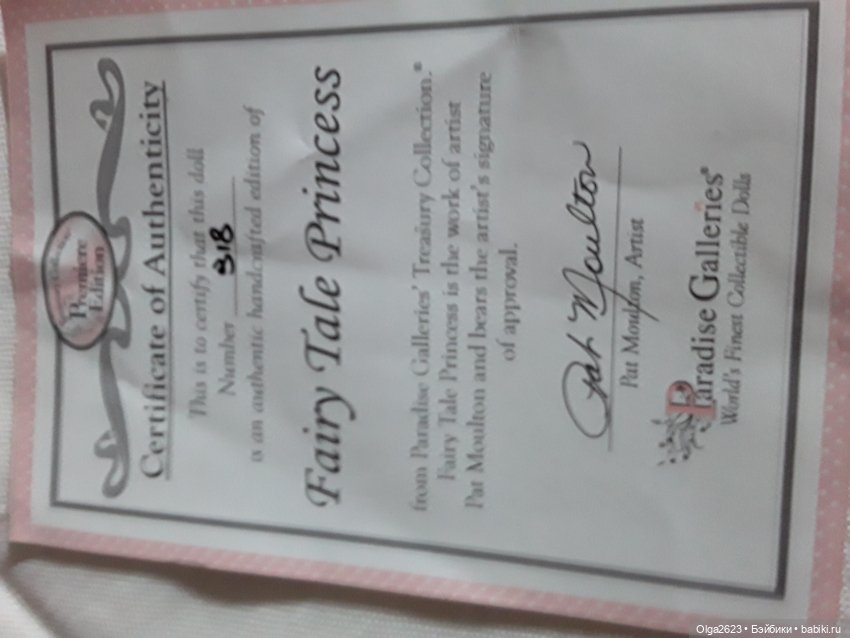 Premiere
Edition
Certificate of Authenticity
This is to certify that this doll
Number 318
is an authentic handcrafted edition of
Fairy Tale Princess
from Paradise Galleries' Treasury Collection.®
Fairy Tale Princess is the work of artist
Pat Moulton and bears the artist's signature
of approval.
Pat Moulton
Pat Moulton, Artist
Paradise Galleries®
World's Finest Collectible Dolls
Olga2623 • Бэйбики • babiki.ru